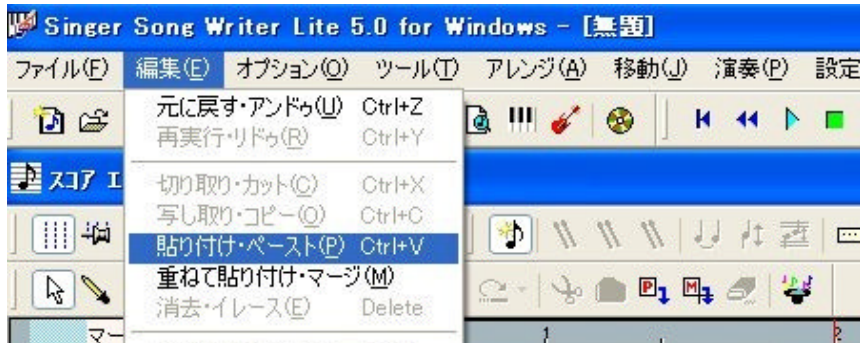 Singer Song Writer Lite 5.0 for Windows - [無題]
ファイル(F) 編集(E) オプション(O) ツール(T) アレンジ(A) 移動(J) 演奏(P) 設定
元に戻す・アンドゥ(U) Ctrl+Z
再実行・リドゥ(R) Ctrl+Y
スコア エ
切り取り・カット(C) Ctrl+X
写し取り・コピー(O) Ctrl+C
貼り付け・ペースト(P) Ctrl+V
重ねて貼り付け・マージ(M)
消去・イレース(E) Delete
P M
マー 1 2